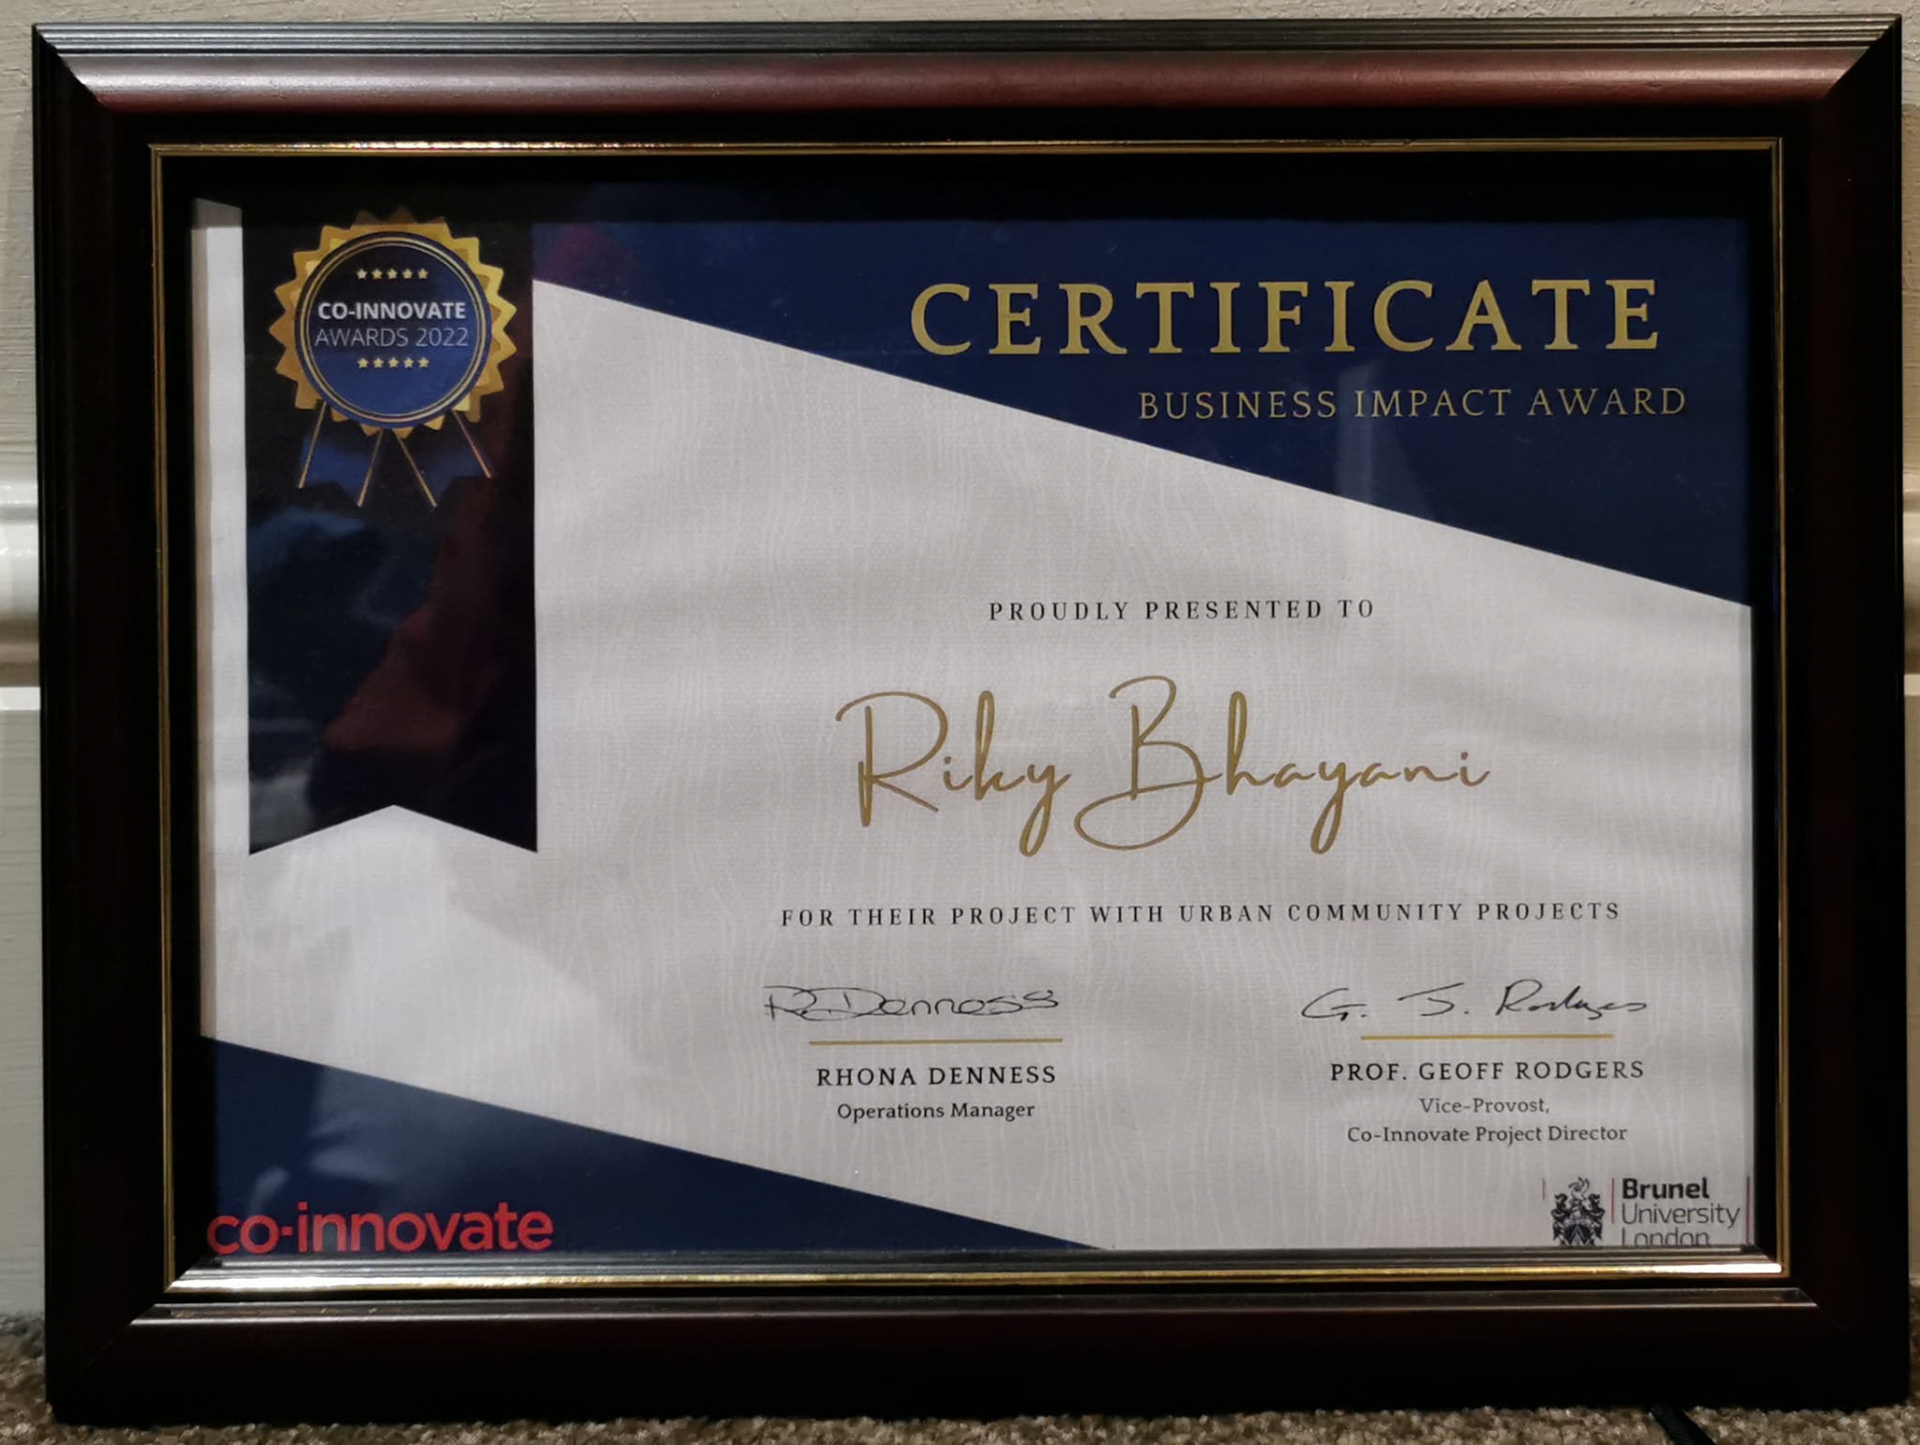 CO-INNOVATE
AWARDS 2022
CERTIFICATE
BUSINESS IMPACT AWARD
PROUDLY PRESENTED TO
Riky Bhayani
FOR THEIR PROJECT WITH URBAN COMMUNITY PROJECTS
R Denness
G. J. Rodgers
RHONA DENNESS
PROF. GEOFF RODGERS
Operations Manager
Vice-Provost,
Co-Innovate Project Director
co-innovate
Brunel
University
London